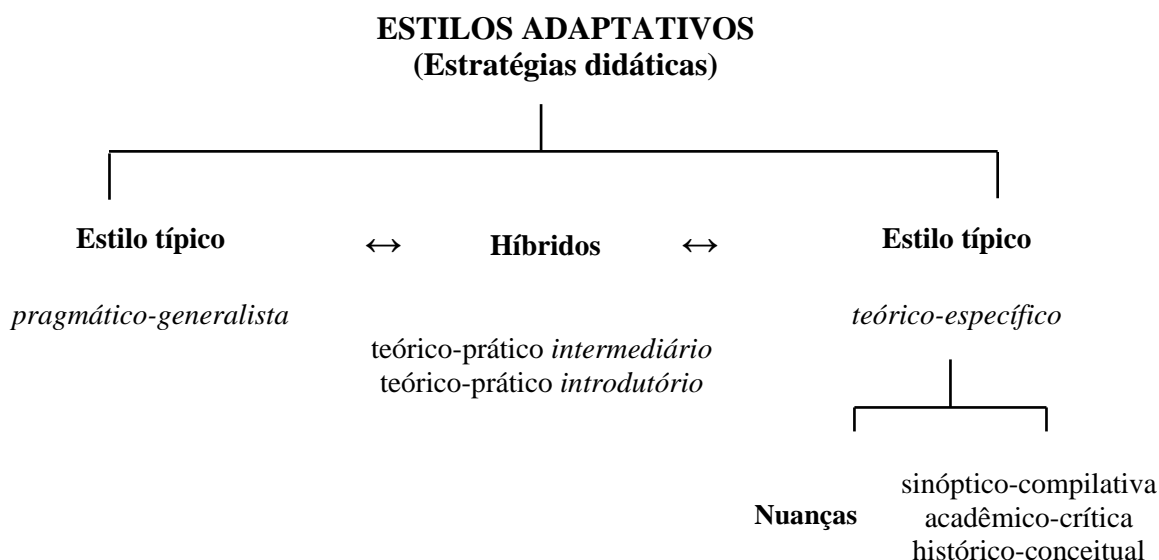 ESTILOS ADAPTATIVOS
(Estratégias didáticas)
Estilo típico ↔ Híbridos ↔ Estilo típico
pragmático-generalista teórico-específico
teórico-prático intermediário
teórico-prático introdutório
sinóptico-compilativa
Nuanças acadêmico-crítica
histórico-conceitual